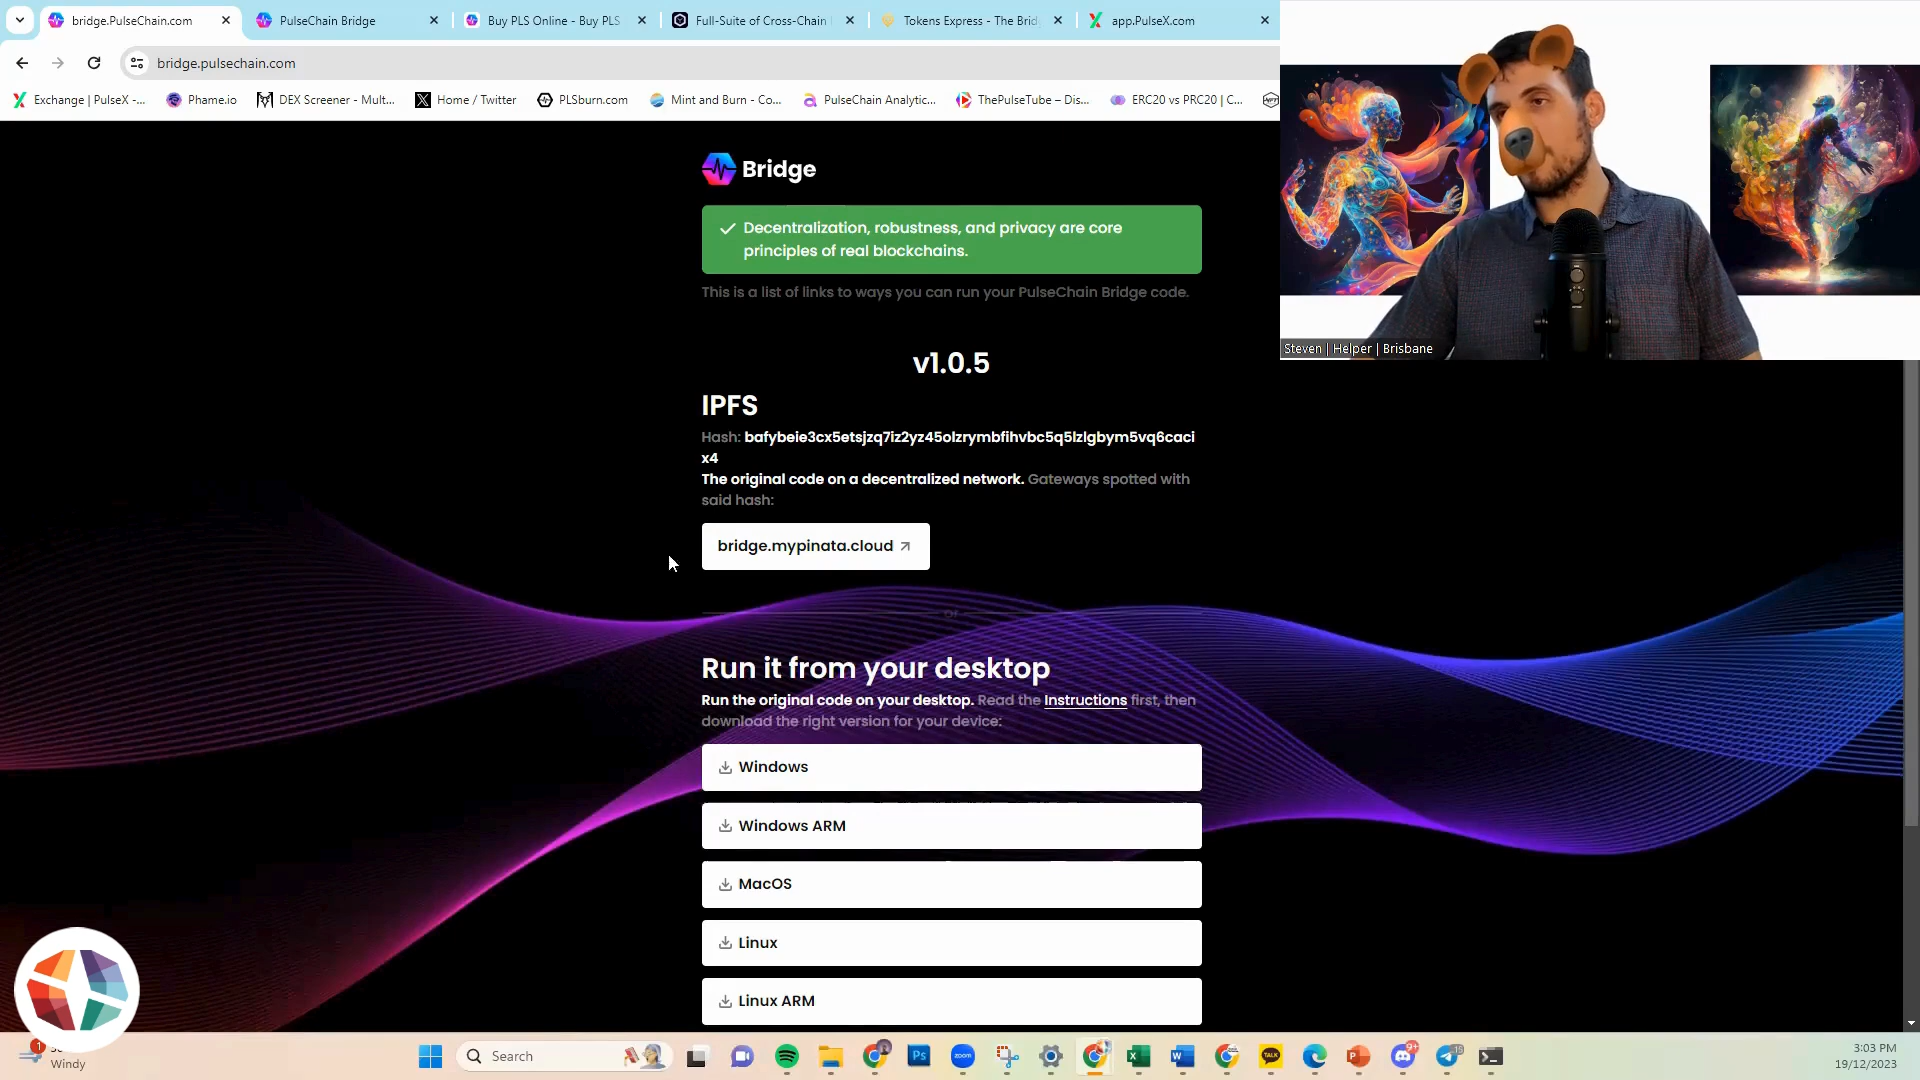 bridge.PulseChain.com
PulseChain Bridge
Buy PLS Online - Buy PLS
Full-Suite of Cross-Chain
Tokens Express - The Brid
app.PulseX.com
bridge.pulsechain.com
Exchange | PulseX -...
Phame.io
DEX Screener - Mult...
Home / Twitter
PLSburn.com
Mint and Burn - Co...
PulseChain Analytic...
ThePulseTube – Dis...
ERC20 vs PRC20 | C...
Bridge
Decentralization, robustness, and privacy are core
principles of real blockchains.
This is a list of links to ways you can run your PulseChain Bridge code.
Steven | Helper | Brisbane
v1.0.5
IPFS
Hash: bafybeie3cx5etsjzq7iz2yz45olzrymbfihvbc5q5lzlgbym5vq6caci
x4
The original code on a decentralized network. Gateways spotted with
said hash:
bridge.mypinata.cloud
or
Run it from your desktop
Run the original code on your desktop. Read the Instructions first, then
download the right version for your device:
Windows
Windows ARM
MacOS
Linux
Linux ARM
1
Windy
Search
Ps
zoom
TALK
9+
3:03 PM
19/12/2023